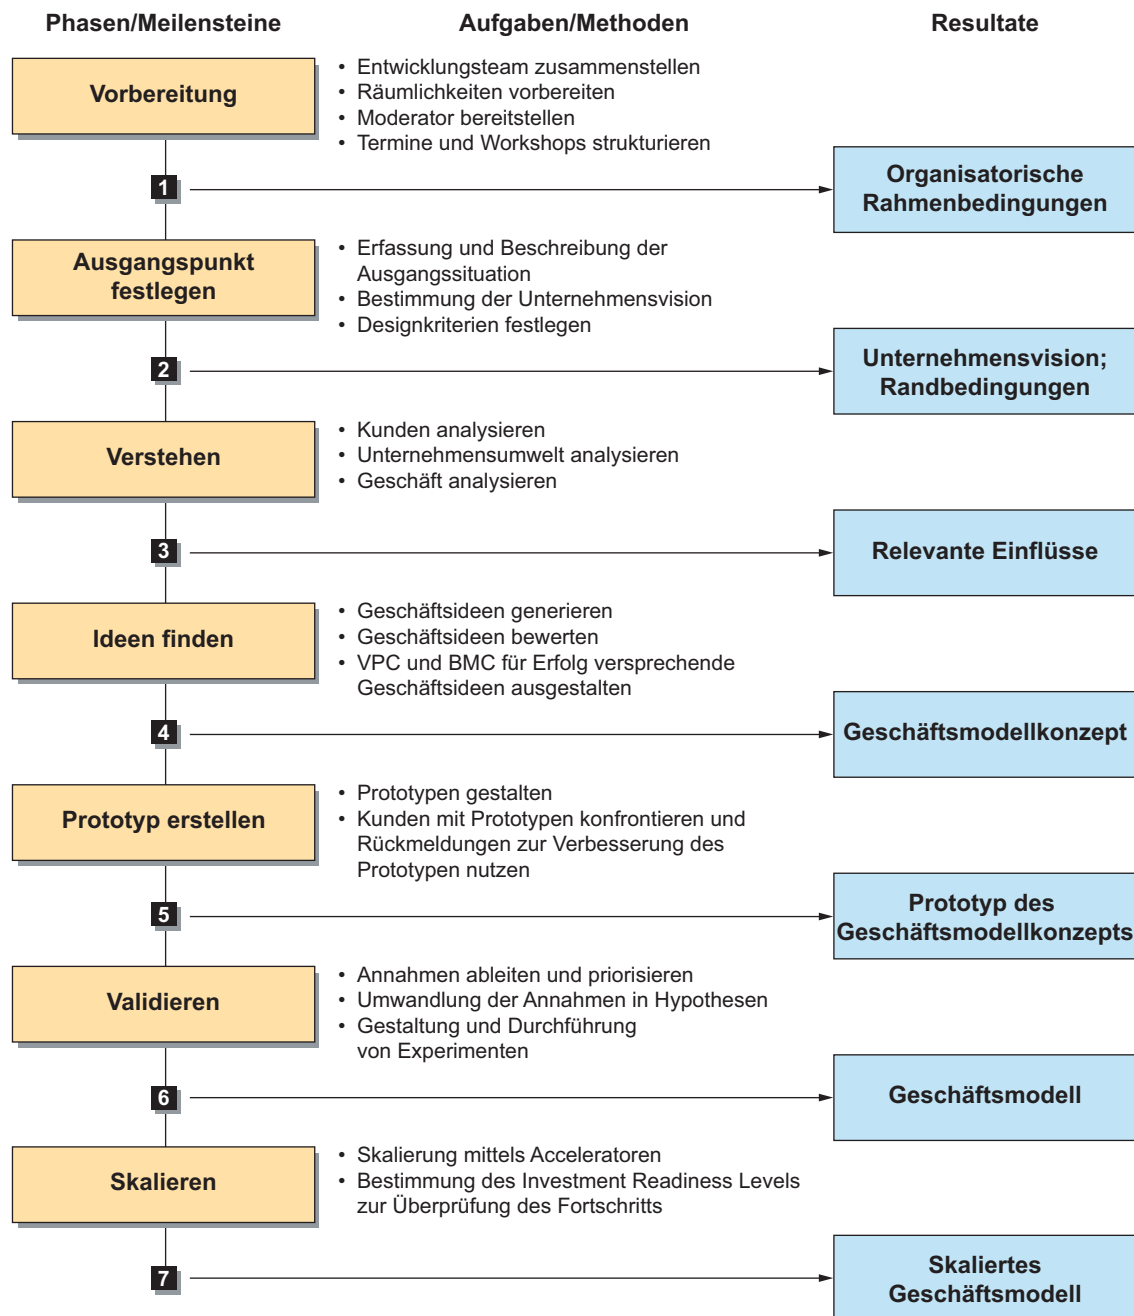 Phasen/Meilensteine
Aufgaben/Methoden
Resultate
Vorbereitung
• Entwicklungsteam zusammenstellen
• Räumlichkeiten vorbereiten
• Moderator bereitstellen
• Termine und Workshops strukturieren
1
Organisatorische
Rahmenbedingungen
Ausgangspunkt
festlegen
• Erfassung und Beschreibung der
Ausgangssituation
• Bestimmung der Unternehmensvision
• Designkriterien festlegen
2
Unternehmensvision;
Randbedingungen
Verstehen
• Kunden analysieren
• Unternehmensumwelt analysieren
• Geschäft analysieren
3
Relevante Einflüsse
Ideen finden
• Geschäftsideen generieren
• Geschäftsideen bewerten
• VPC und BMC für Erfolg versprechende
Geschäftsideen ausgestalten
4
Geschäftsmodellkonzept
Prototyp erstellen
• Prototypen gestalten
• Kunden mit Prototypen konfrontieren und
Rückmeldungen zur Verbesserung des
Prototypen nutzen
5
Prototyp des
Geschäftsmodellkonzepts
Validieren
• Annahmen ableiten und priorisieren
• Umwandlung der Annahmen in Hypothesen
• Gestaltung und Durchführung
von Experimenten
6
Geschäftsmodell
Skalieren
• Skalierung mittels Acceleratoren
• Bestimmung des Investment Readiness Levels
zur Überprüfung des Fortschritts
7
Skaliertes
Geschäftsmodell